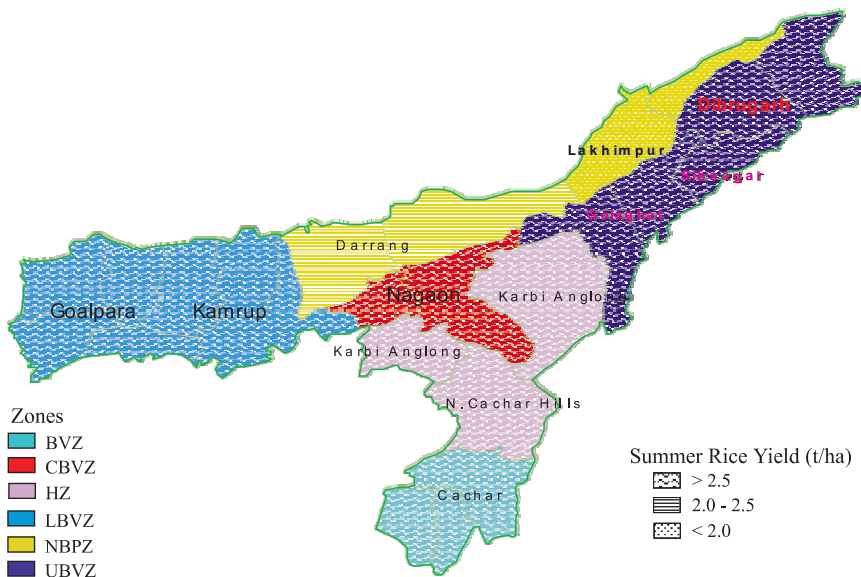 Dibrugarh
Lakhimpur
Sibsagar
Golaghat
Darrang
Nagaon
Karbi Anglong
Goalpara
Kamrup
Karbi Anglong
N.Cachar Hills
Cachar
Zones
BVZ
CBVZ
HZ
LBVZ
NBPZ
UBVZ
Summer Rice Yield (t/ha)
> 2.5
2.0 - 2.5
< 2.0